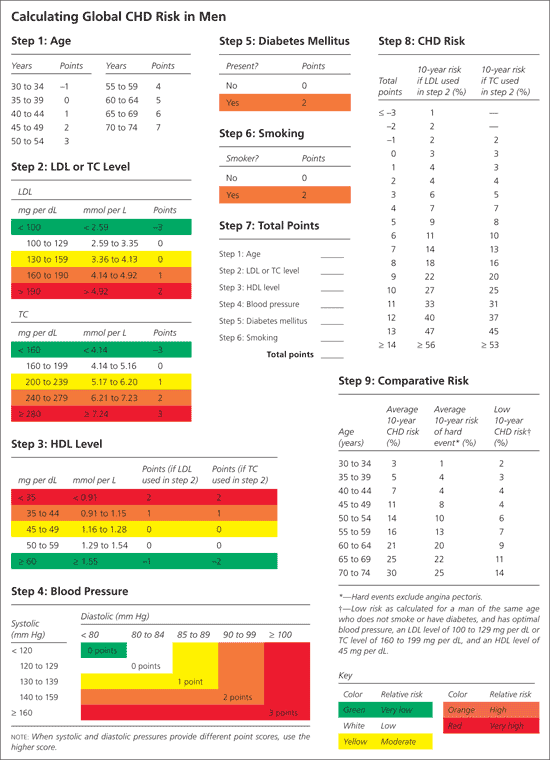 Calculating Global CHD Risk in Men
Step 1: Age
Years Points Years Points
30 to 34 –1 55 to 59 4
35 to 39 0 60 to 64 5
40 to 44 1 65 to 69 6
45 to 49 2 70 to 74 7
50 to 54 3
Step 2: LDL or TC Level
LDL
mg per dL mmol per L Points
< 100 < 2.59 –3
100 to 129 2.59 to 3.35 0
130 to 159 3.36 to 4.13 0
160 to 190 4.14 to 4.92 1
> 190 > 4.92 2
TC
mg per dL mmol per L Points
< 160 < 4.14 –3
160 to 199 4.14 to 5.16 0
200 to 239 5.17 to 6.20 1
240 to 279 6.21 to 7.23 2
≥ 280 ≥ 7.24 3
Step 3: HDL Level
Points (if LDL Points (if TC
mg per dL mmol per L used in step 2) used in step 2)
< 35 < 0.91 2 2
35 to 44 0.91 to 1.15 1 1
45 to 49 1.16 to 1.28 0 0
50 to 59 1.29 to 1.54 0 0
≥ 60 ≥ 1.55 –1 –2
Step 4: Blood Pressure
Systolic Diastolic (mm Hg)
(mm Hg) < 80 80 to 84 85 to 89 90 to 99 ≥ 100
< 120 0 points
120 to 129 0 points
130 to 139 1 point
140 to 159 2 points
≥ 160 3 points
NOTE: When systolic and diastolic pressures provide different point scores, use the
higher score.
Step 5: Diabetes Mellitus
Present? Points
No 0
Yes 2
Step 6: Smoking
Smoker? Points
No 0
Yes 2
Step 7: Total Points
Step 1: Age
Step 2: LDL or TC level
Step 3: HDL level
Step 4: Blood pressure
Step 5: Diabetes mellitus
Step 6: Smoking
Total points
Step 8: CHD Risk
10-year risk 10-year risk
Total if LDL used if TC used
points in step 2 (%) in step 2 (%)
≤ –3 1 —
–2 2 —
–1 2 2
0 3 3
1 4 3
2 4 4
3 6 5
4 7 7
5 9 8
6 11 10
7 14 13
8 18 16
9 22 20
10 27 25
11 33 31
12 40 37
13 47 45
≥ 14 ≥ 56 ≥ 53
Step 9: Comparative Risk
Average Average Low
10-year 10-year risk 10-year
Age CHD risk of hard CHD risk†
(years) (%) event* (%) (%)
30 to 34 3 1 2
35 to 39 5 4 3
40 to 44 7 4 4
45 to 49 11 8 4
50 to 54 14 10 6
55 to 59 16 13 7
60 to 64 21 20 9
65 to 69 25 22 11
70 to 74 30 25 14
*—Hard events exclude angina pectoris.
†—Low risk as calculated for a man of the same age
who does not smoke or have diabetes, and has optimal
blood pressure, an LDL level of 100 to 129 mg per dL or
TC level of 160 to 199 mg per dL, and an HDL level of
45 mg per dL.
Key
Color Relative risk Color Relative risk
Green Very low Orange High
White Low Red Very high
Yellow Moderate